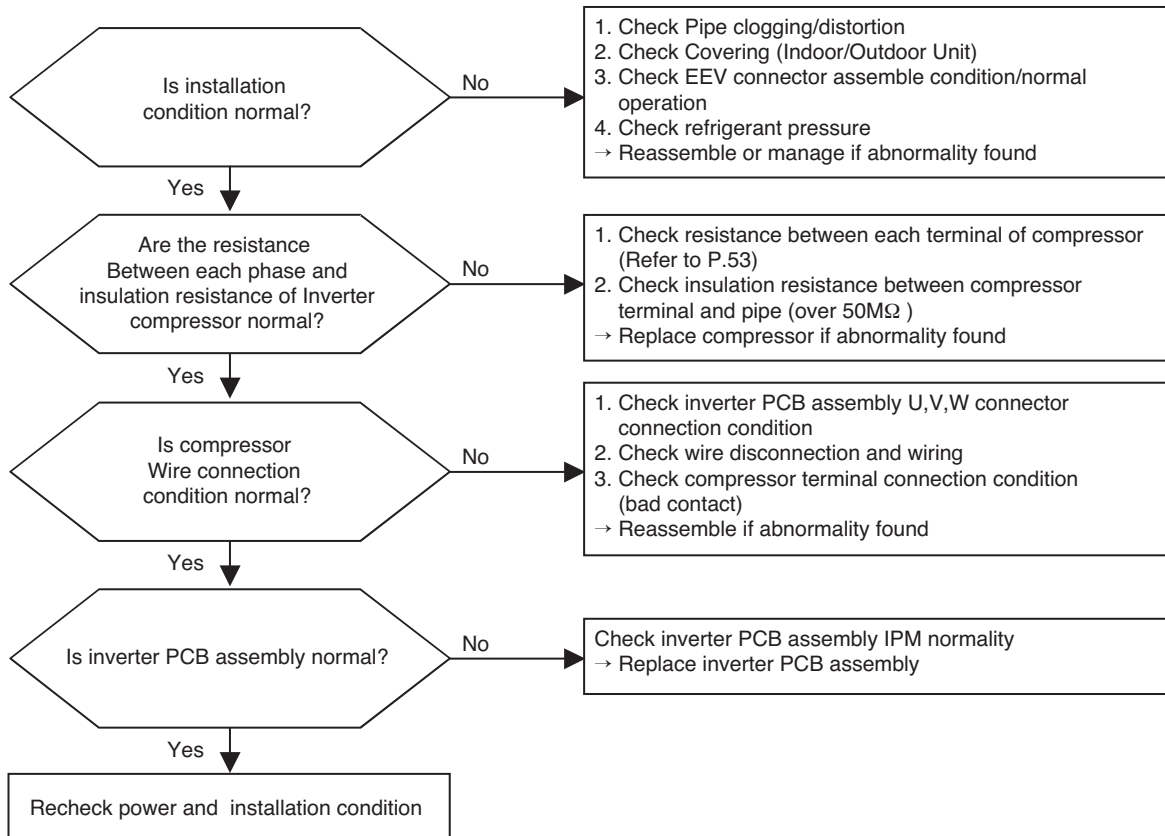 Is installation
condition normal?
No
1. Check Pipe clogging/distortion
2. Check Covering (Indoor/Outdoor Unit)
3. Check EEV connector assemble condition/normal
operation
4. Check refrigerant pressure
→ Reassemble or manage if abnormality found
Yes
Are the resistance
Between each phase and
insulation resistance of Inverter
compressor normal?
No
1. Check resistance between each terminal of compressor
(Refer to P.53)
2. Check insulation resistance between compressor
terminal and pipe (over 50MΩ )
→ Replace compressor if abnormality found
Yes
Is compressor
Wire connection
condition normal?
No
1. Check inverter PCB assembly U,V,W connector
connection condition
2. Check wire disconnection and wiring
3. Check compressor terminal connection condition
(bad contact)
→ Reassemble if abnormality found
Yes
Is inverter PCB assembly normal?
No
Check inverter PCB assembly IPM normality
→ Replace inverter PCB assembly
Yes
Recheck power and installation condition